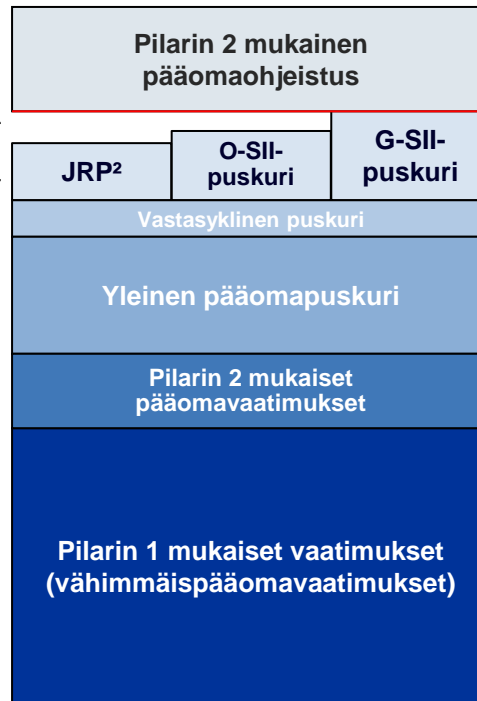 Pilarin 2 mukainen
pääomaohjeistus
JRP²
O-SII-
puskuri
G-SII-
puskuri
Vastasyklinen puskuri
Yleinen pääomapuskuri
Pilarin 2 mukaiset
pääomavaatimukset
Pilarin 1 mukaiset vaatimukset
(vähimmäispääomavaatimukset)